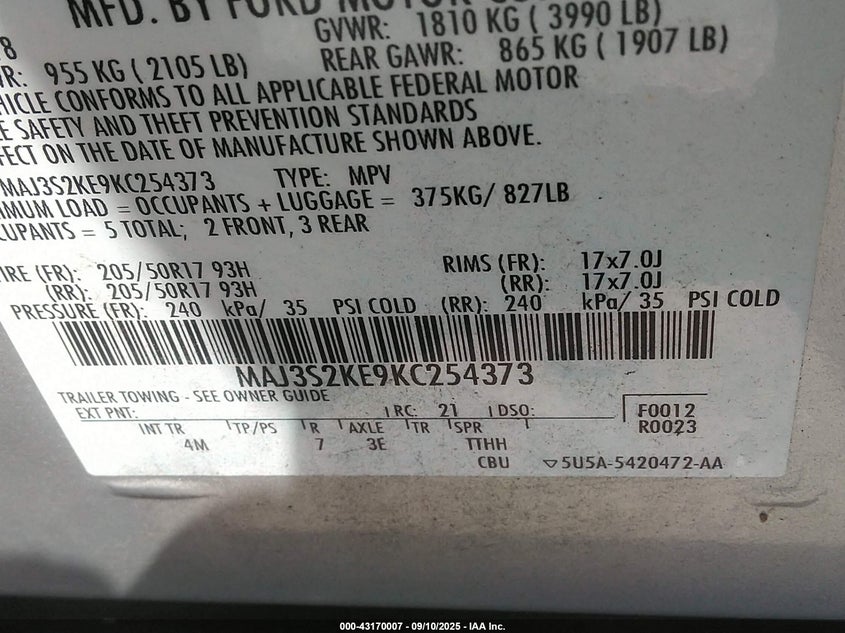 MFD. BY FORD MOTOR CO
GVWR: 1810 KG ( 3990 LB)
8
WR: 955 KG ( 2105 LB) REAR GAWR: 865 KG ( 1907 LB)
HICLE CONFORMS TO ALL APPLICABLE FEDERAL MOTOR
E SAFETY AND THEFT PREVENTION STANDARDS
FECT ON THE DATE OF MANUFACTURE SHOWN ABOVE.
MAJ3S2KE9KC254373 TYPE: MPV
MUM LOAD = OCCUPANTS + LUGGAGE = 375KG/ 827LB
UPANTS = 5 TOTAL; 2 FRONT, 3 REAR
IRE (FR): 205/50R17 93H RIMS (FR): 17x7.0J
(RR): 205/50R17 93H (RR): 17x7.0J
PRESSURE (FR): 240 kPa/ 35 PSI COLD (RR): 240 kPa/ 35 PSI COLD
MAJ3S2KE9KC254373
TRAILER TOWING - SEE OWNER GUIDE
EXT PNT: RC: 21 DSO: F0012
INT TR TP/PS R AXLE TR SPR R0023
4M 7 3E TTHH
CBU ▽5U5A-5420472-AA
000-43170007 - 09/10/2025 - IAA Inc.